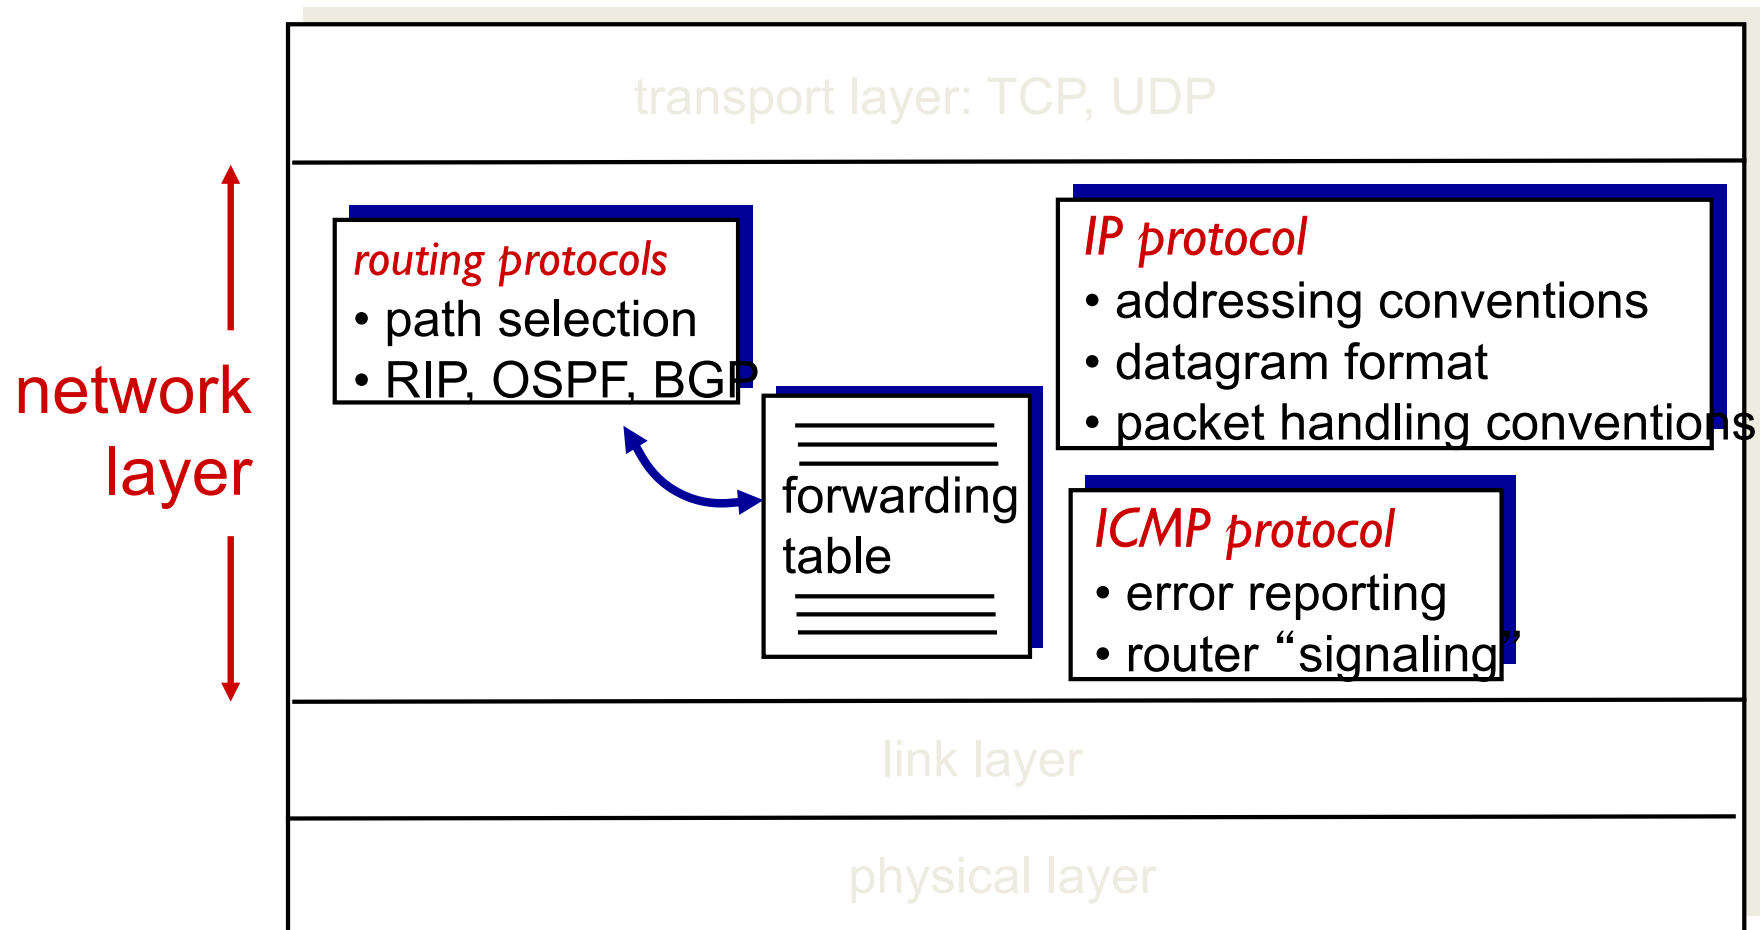 transport layer: TCP, UDP
network
layer
routing protocols
• path selection
• RIP, OSPF, BGP
forwarding
table
IP protocol
• addressing conventions
• datagram format
• packet handling conventions
ICMP protocol
• error reporting
• router “signaling”
link layer
physical layer